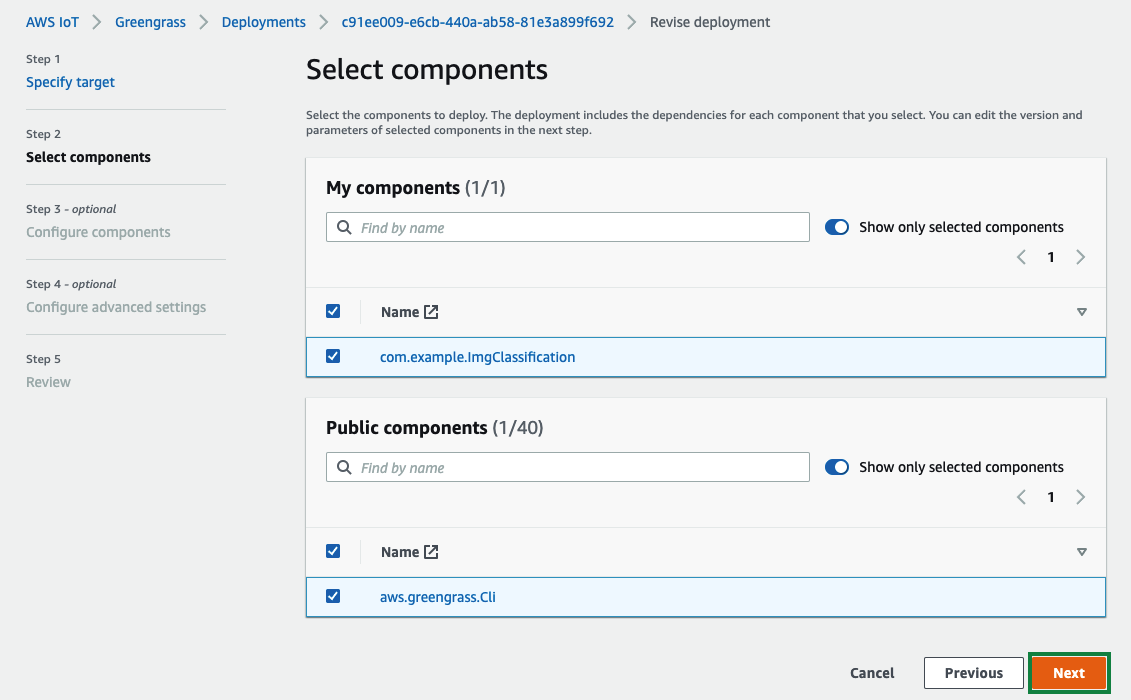 AWS IoT > Greengrass > Deployments > c91ee009-e6cb-440a-ab58-81e3a899f692 > Revise deployment
Step 1
Specify target
Step 2
Select components
Step 3 - optional
Configure components
Step 4 - optional
Configure advanced settings
Step 5
Review
Select components
Select the components to deploy. The deployment includes the dependencies for each component that you select. You can edit the version and
parameters of selected components in the next step.
My components (1/1)
Find by name
Show only selected components
1
Name
com.example.ImgClassification
Public components (1/40)
Find by name
Show only selected components
1
Name
aws.greengrass.Cli
Cancel
Previous
Next